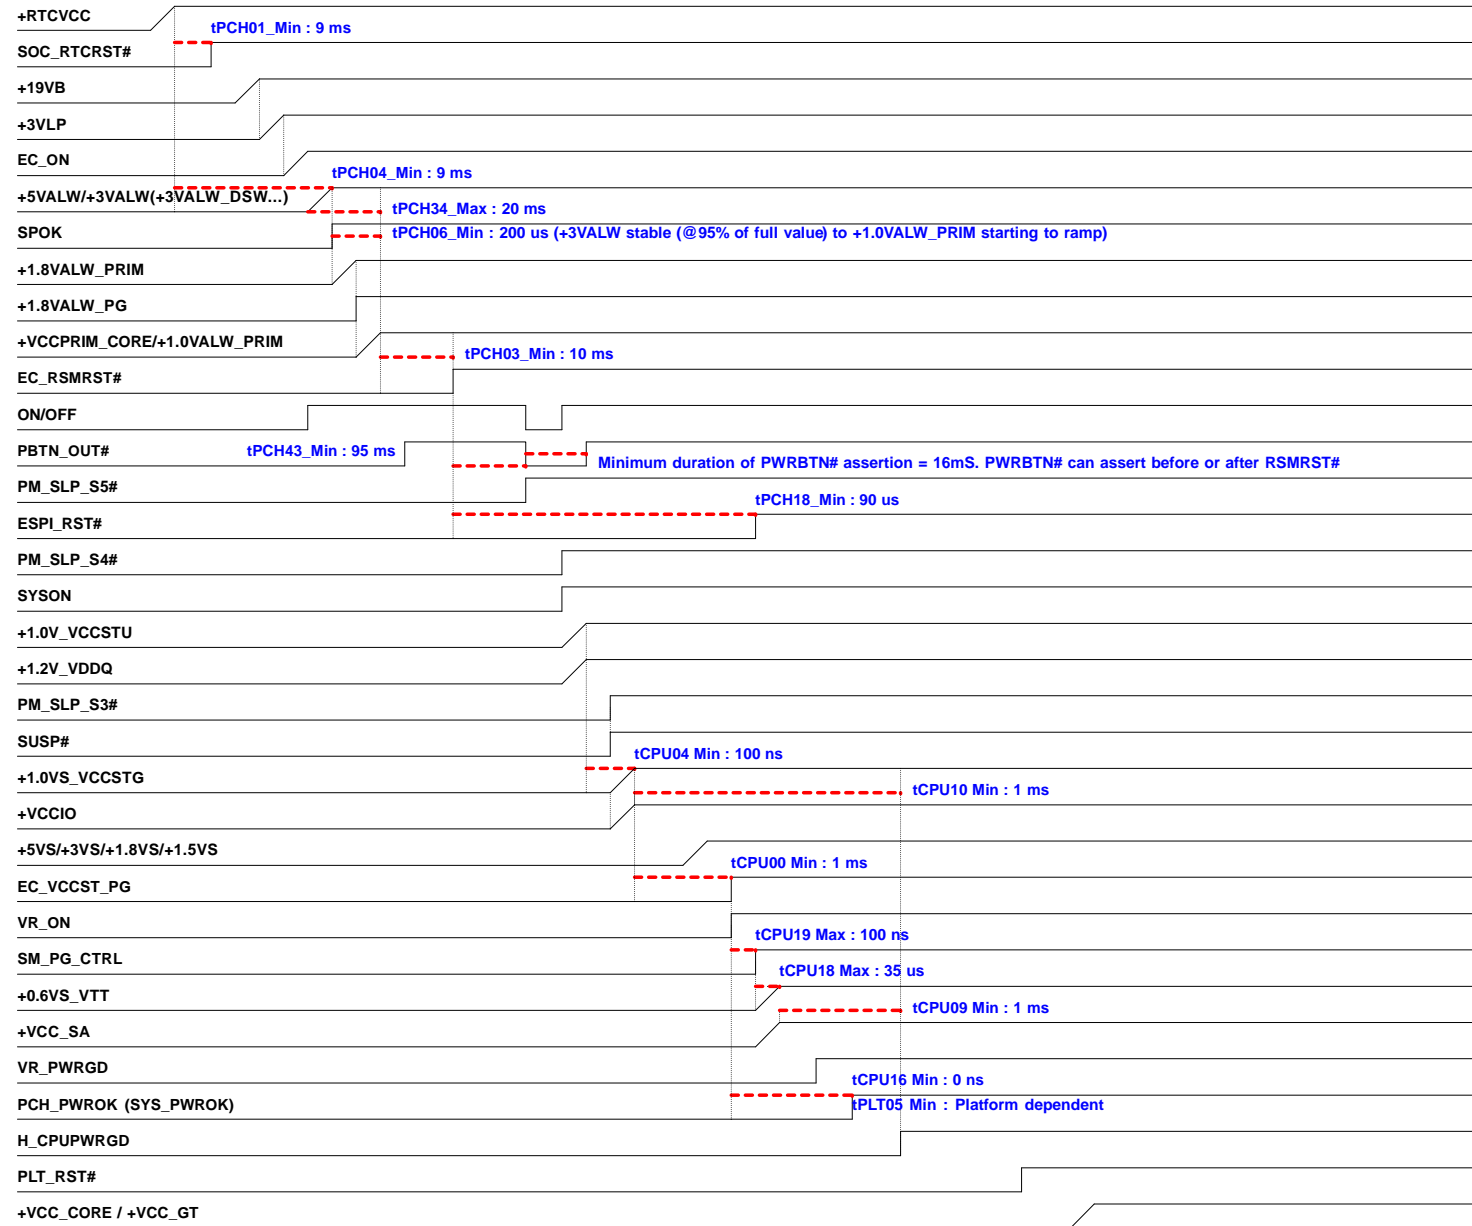 +RTCVCC
tPCH01_Min : 9 ms
SOC_RTCRST#
+19VB
+3VLP
EC_ON
tPCH04_Min : 9 ms
+5VALW/+3VALW(+3VALW_DSW...)
tPCH34_Max : 20 ms
SPOK
tPCH06_Min : 200 us (+3VALW stable (@95% of full value) to +1.0VALW_PRIM starting to ramp)
+1.8VALW_PRIM
+1.8VALW_PG
+VCCPRIM_CORE/+1.0VALW_PRIM
tPCH03_Min : 10 ms
EC_RSMRST#
ON/OFF
PBTN_OUT#
tPCH43_Min : 95 ms
Minimum duration of PWRBTN# assertion = 16mS. PWRBTN# can assert before or after RSMRST#
PM_SLP_S5#
tPCH18_Min : 90 us
ESPI_RST#
PM_SLP_S4#
SYSON
+1.0V_VCCSTU
+1.2V_VDDQ
PM_SLP_S3#
SUSP#
tCPU04 Min : 100 ns
+1.0VS_VCCSTG
tCPU10 Min : 1 ms
+VCCIO
+5VS/+3VS/+1.8VS/+1.5VS
tCPU00 Min : 1 ms
EC_VCCST_PG
VR_ON
tCPU19 Max : 100 ns
SM_PG_CTRL
tCPU18 Max : 35 us
+0.6VS_VTT
tCPU09 Min : 1 ms
+VCC_SA
VR_PWRGD
tCPU16 Min : 0 ns
PCH_PWROK (SYS_PWROK)
tPLT05 Min : Platform dependent
H_CPUPWRGD
PLT_RST#
+VCC_CORE / +VCC_GT